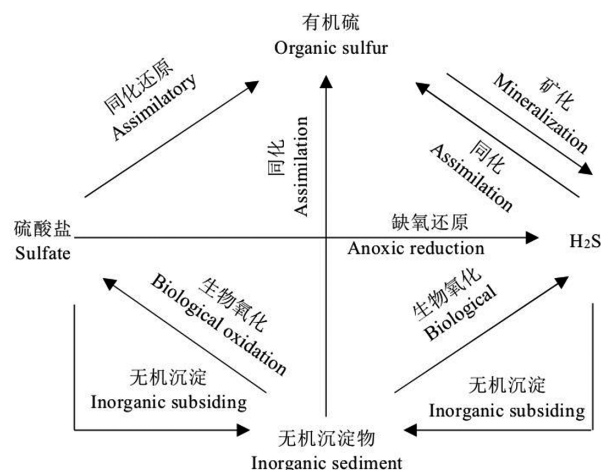 有机硫
Organic sulfur
同化还原
Assimilatory
矿化
Mineralization
同化
Assimilation
同化
Assimilation
硫酸盐
Sulfate
缺氧还原
Anoxic reduction
H2S
生物氧化
Biological oxidation
生物氧化
Biological
无机沉淀
Inorganic subsiding
无机沉淀
Inorganic subsiding
无机沉淀物
Inorganic sediment